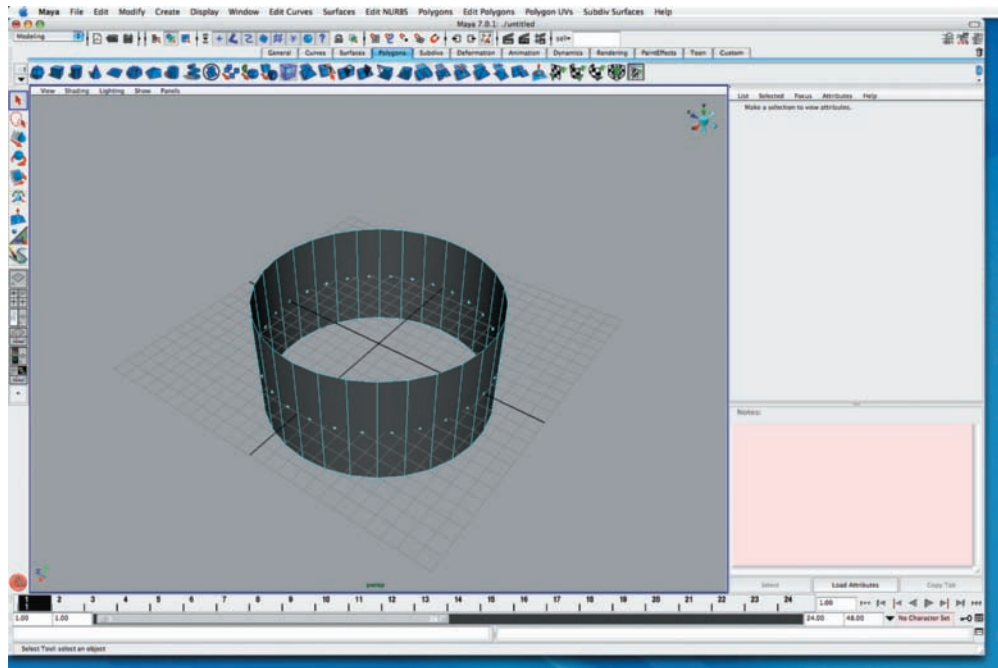 Maya File Edit Modify Create Display Window Edit Curves Surfaces Edit NURBS Polygons Edit Polygons Polygon UVs Subdiv Surfaces Help
Maya 7.0.1: ./untitled
Modeling
sel*
General Curves Surfaces Polygons Subdivs Deformation Animation Dynamics Rendering PaintEffects Toon Custom
View Shading Lighting Show Panels
List Selected Focus Attributes Help
Make a selection to view attributes.
Notes:
persp
Select Load Attributes Copy Tab
1 2 3 4 5 6 7 8 9 10 11 12 13 14 15 16 17 18 19 20 21 22 23 24
1.00
1.00 1.00 24.00 48.00 No Character Set
Select Tool: select an object